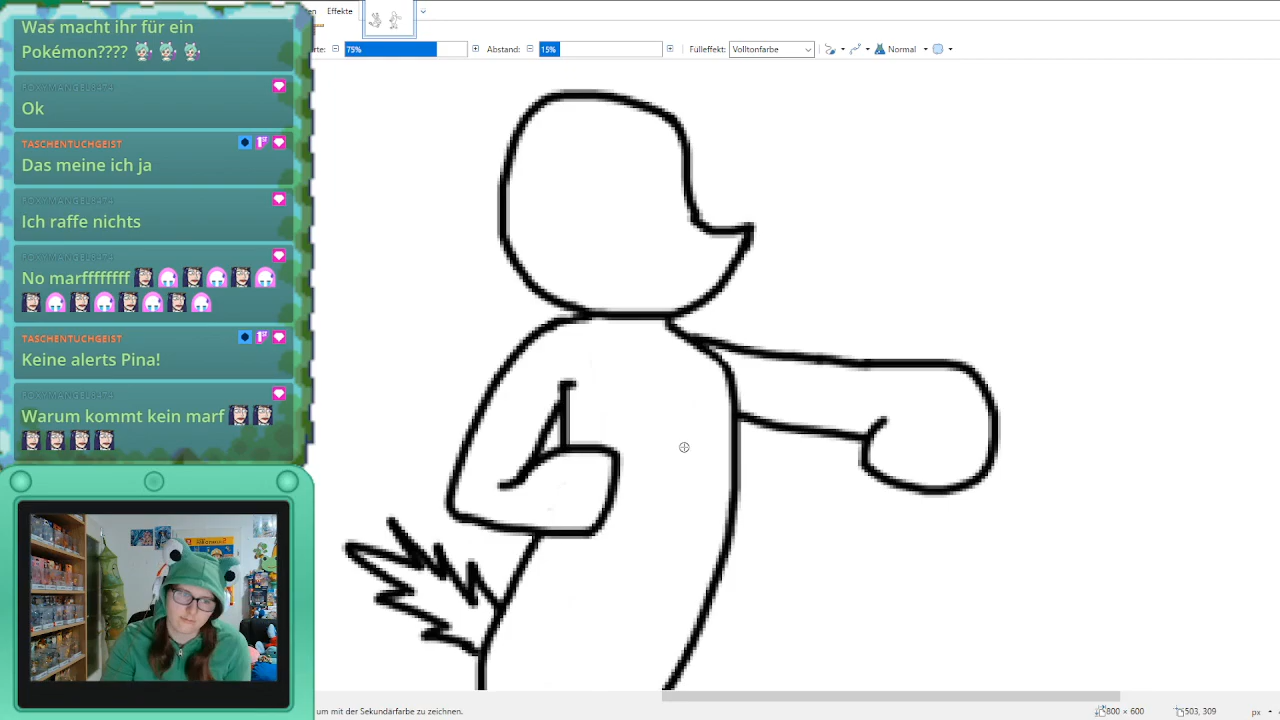 Was macht ihr für ein
Pokémon????
Ok
TASCHENTUCHGEIST
Das meine ich ja
Ich raffe nichts
No marffffffff
TASCHENTUCHGEIST
Keine alerts Pina!
Warum kommt kein marf
Effekte
75%
Abstand:
15%
Fülleffekt:
Volltonfarbe
Normal
um mit der Sekundärfarbe zu zeichnen.
800 × 600
503, 309
px